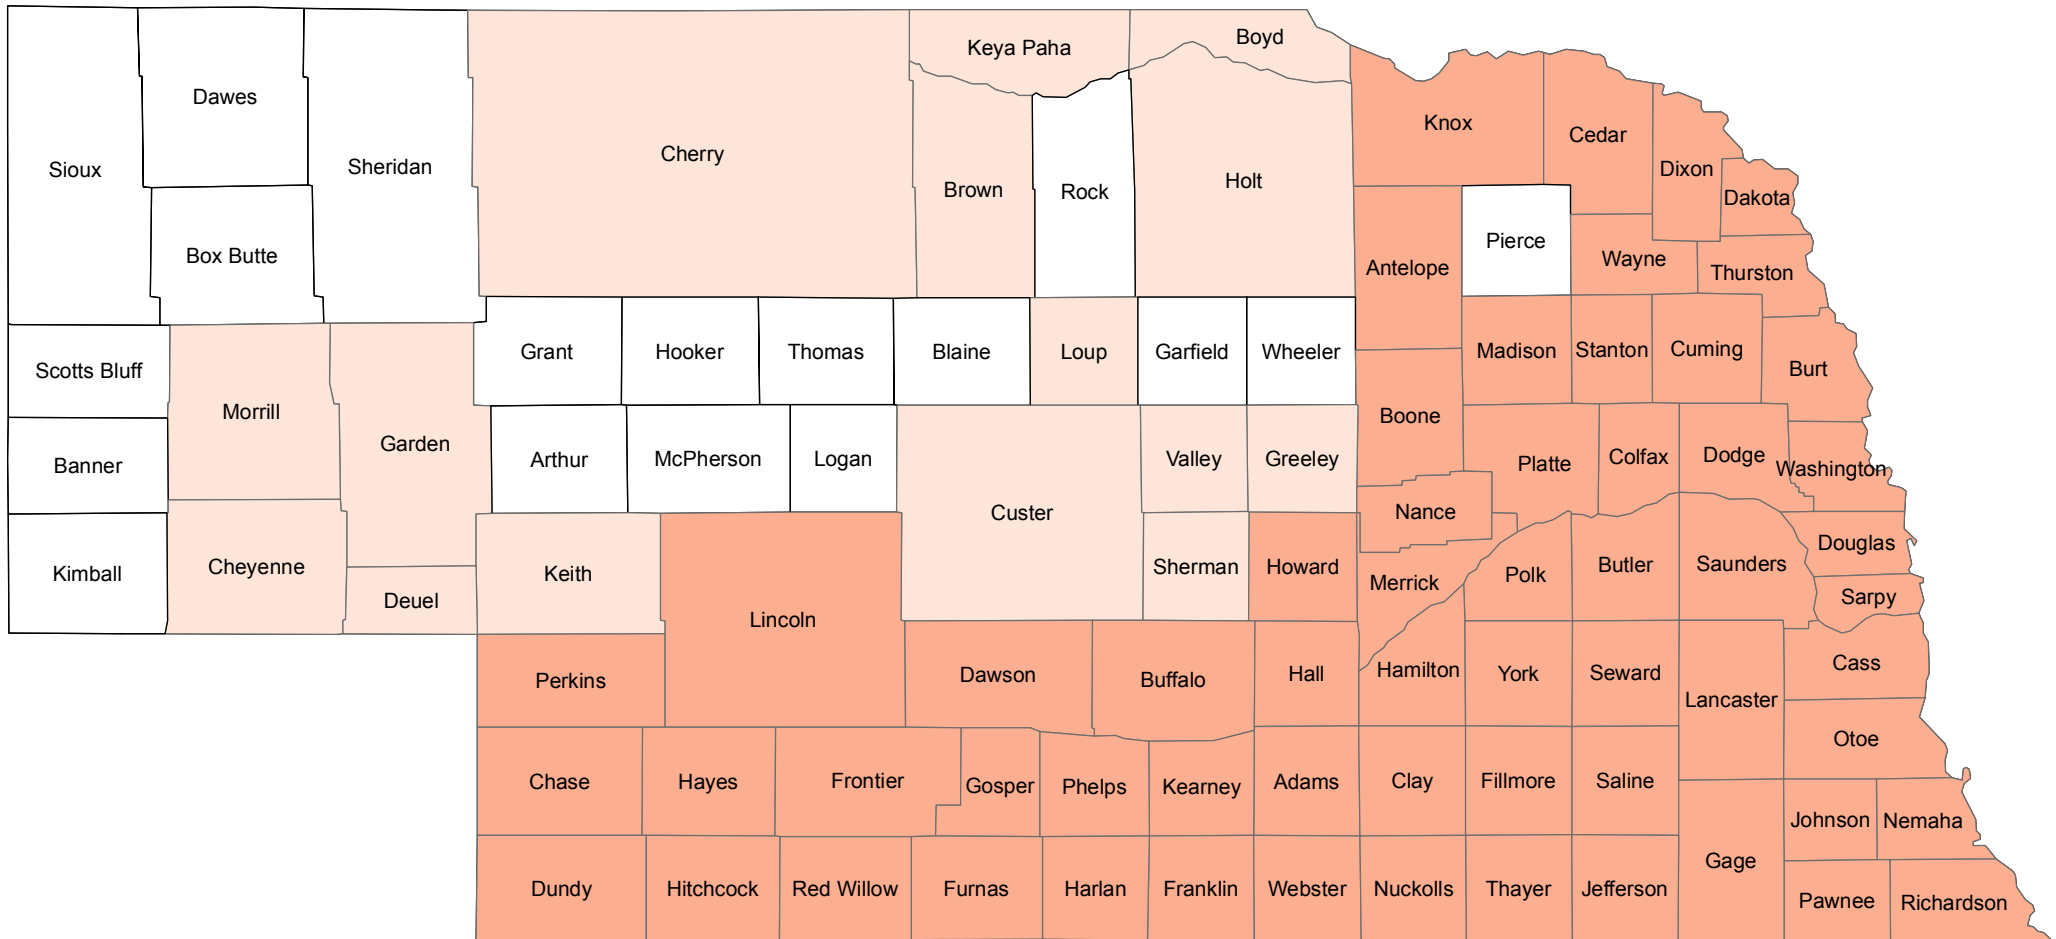 Keya Paha
Boyd
Dawes
Knox
Cedar
Cherry
Sioux
Sheridan
Dixon
Holt
Brown
Rock
Dakota
Pierce
Box Butte
Wayne
Antelope
Thurston
Grant
Hooker
Thomas
Blaine
Loup
Garfield
Wheeler
Madison
Stanton
Cuming
Scotts Bluff
Burt
Morrill
Boone
Garden
Banner
Arthur
McPherson
Logan
Valley
Greeley
Platte
Colfax
Dodge
Washington
Custer
Nance
Douglas
Kimball
Cheyenne
Keith
Sherman
Howard
Merrick
Polk
Butler
Saunders
Deuel
Sarpy
Lincoln
Perkins
Dawson
Buffalo
Hall
Hamilton
York
Seward
Cass
Lancaster
Otoe
Chase
Hayes
Frontier
Gosper
Phelps
Kearney
Adams
Clay
Fillmore
Saline
Johnson
Nemaha
Gage
Dundy
Hitchcock
Red Willow
Furnas
Harlan
Franklin
Webster
Nuckolls
Thayer
Jefferson
Pawnee
Richardson